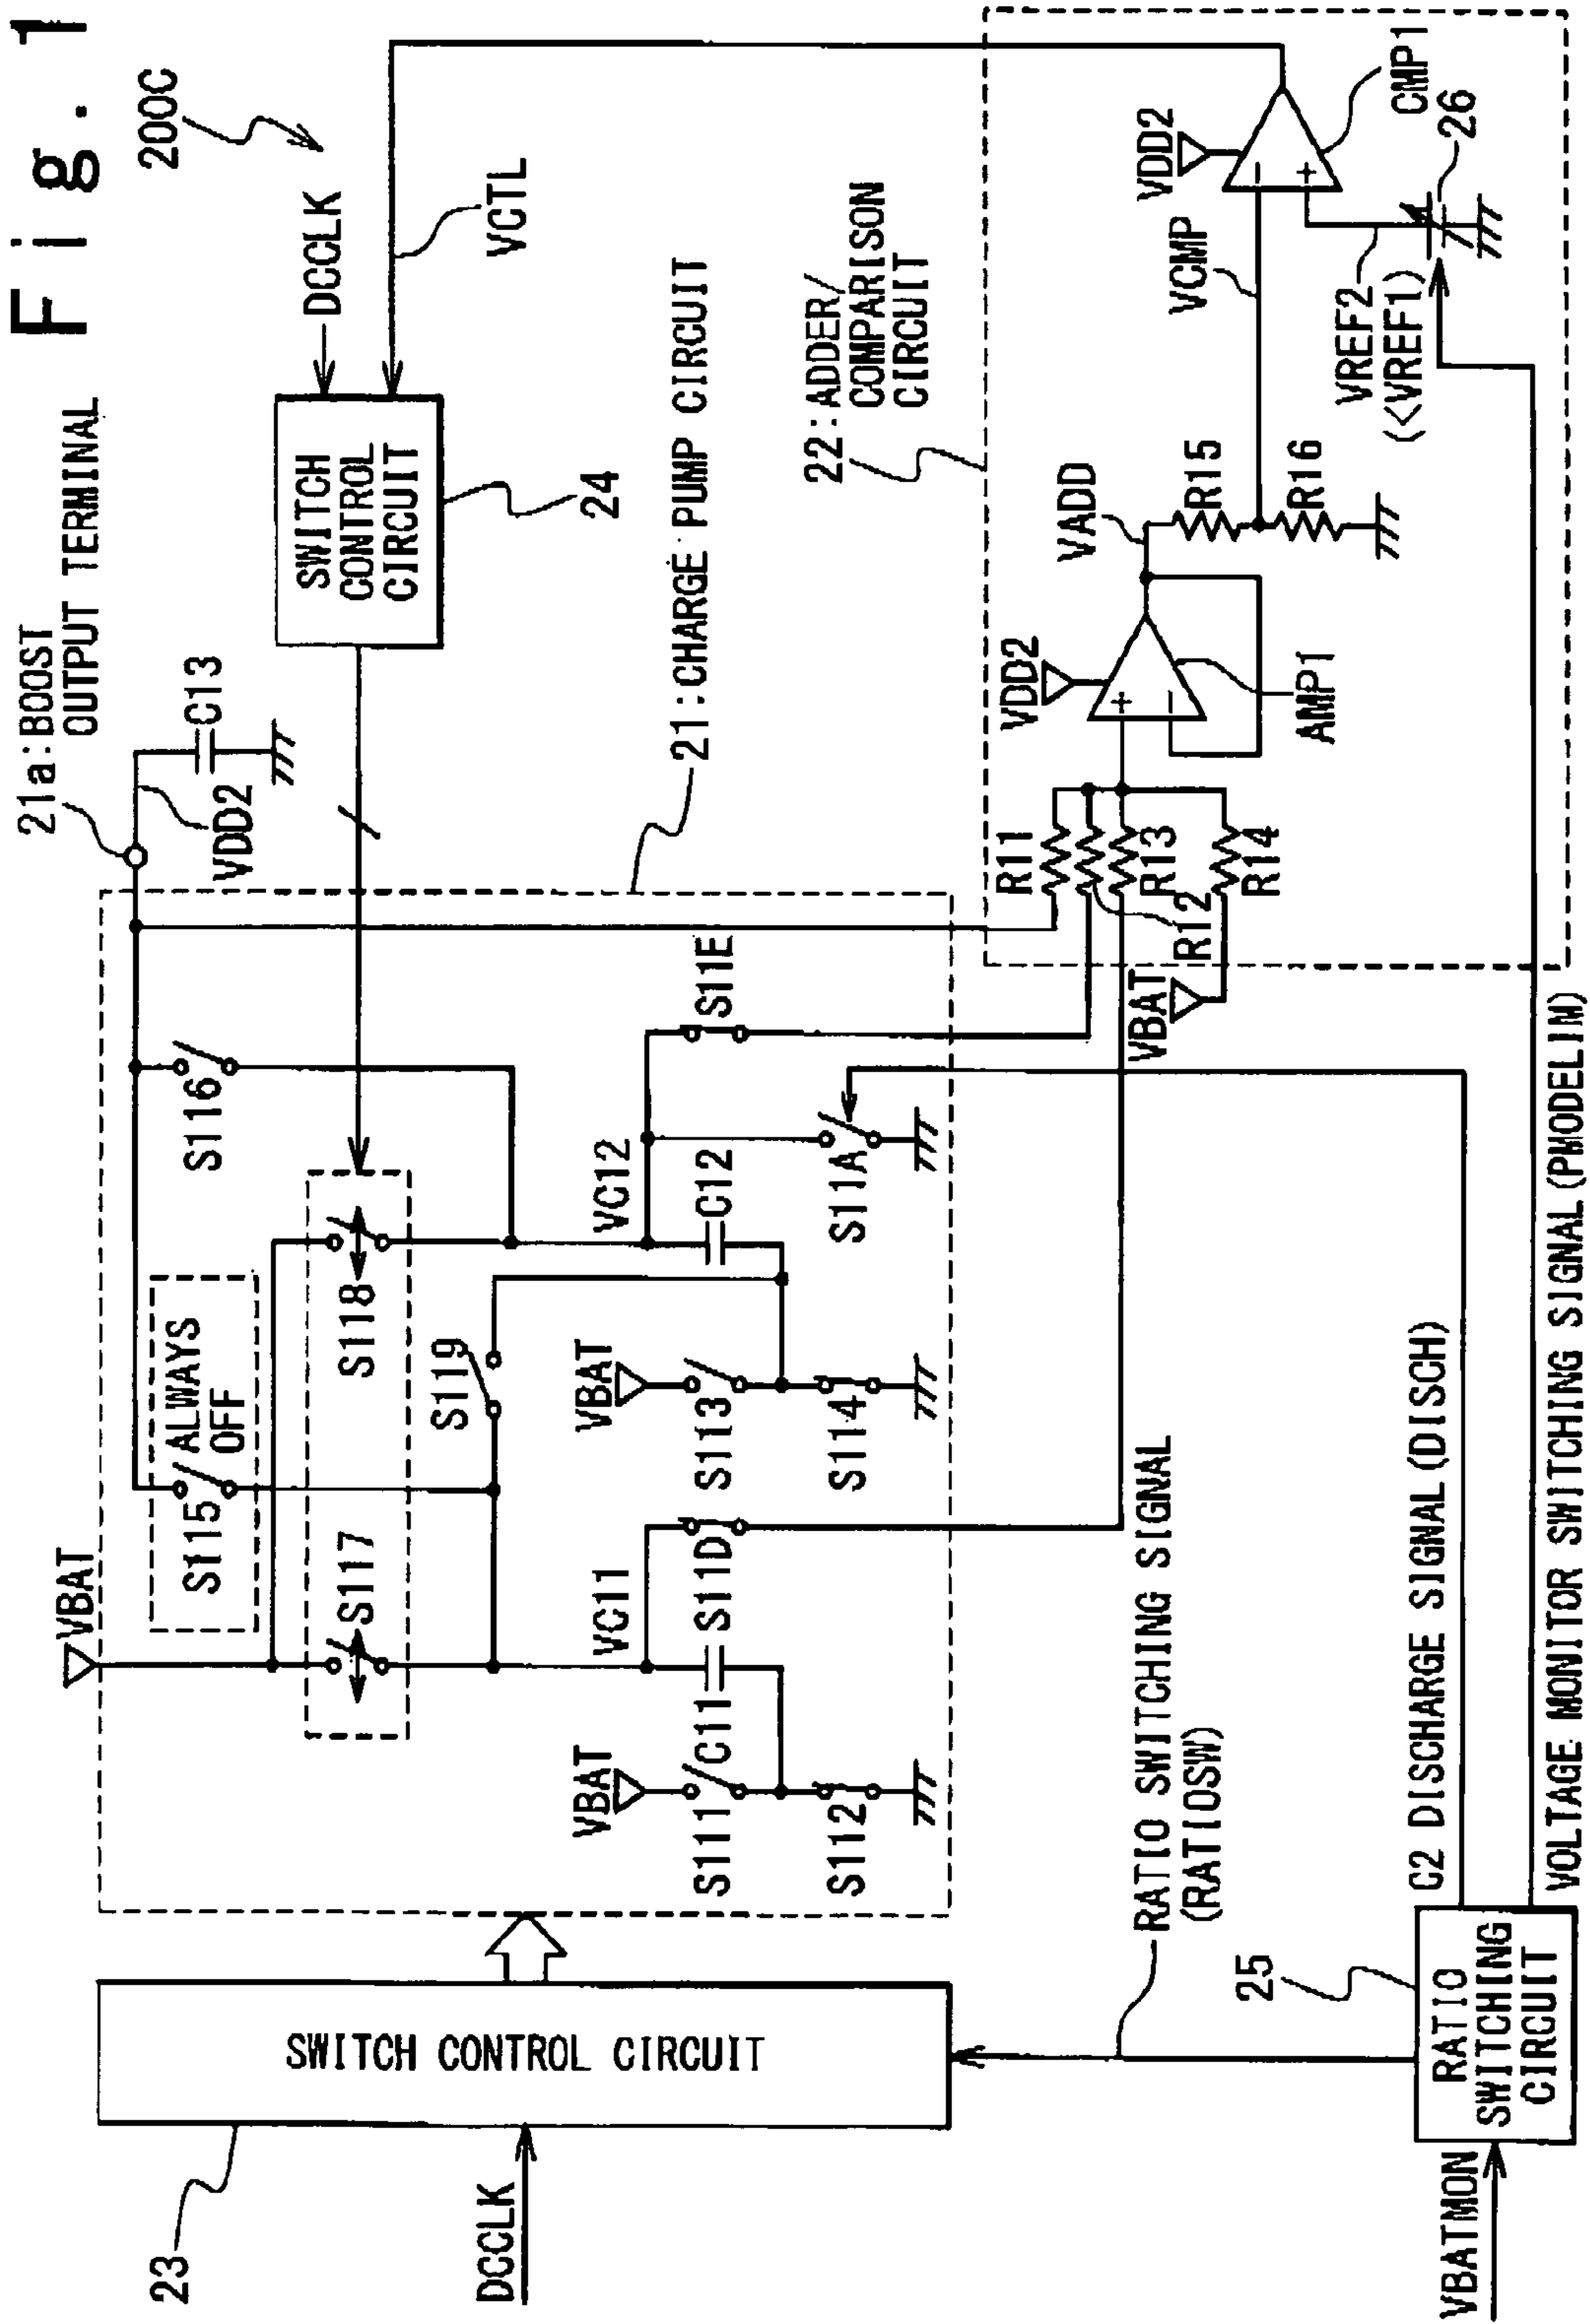 Fig. 1
200C
21a:BOOST
OUTPUT TERMINAL
DCCLK
VCTL
SWITCH
CONTROL
CIRCUIT
24
C13
VDD2
21:CHARGE PUMP CIRCUIT
VBAT
ALWAYS
OFF
S115
S116
S117
S118
S119
VC11
VC12
VBAT
S111
C11
S112
S11D
VBAT
S113
S114
C12
S11A
S11E
22:ADDER/
COMPARISON
CIRCUIT
R11
R12
R13
R14
VBAT
VDD2
AMP1
VADD
R15
R16
VCMP
VDD2
CMP1
VREF2
(<VREF1)
26
23
SWITCH CONTROL CIRCUIT
DCCLK
RATIO SWITCHING SIGNAL
(RATIOSW)
25
RATIO
SWITCHING
CIRCUIT
VBATMON
C2 DISCHARGE SIGNAL(DISCH)
VOLTAGE MONITOR SWITCHING SIGNAL(PMODELIM)